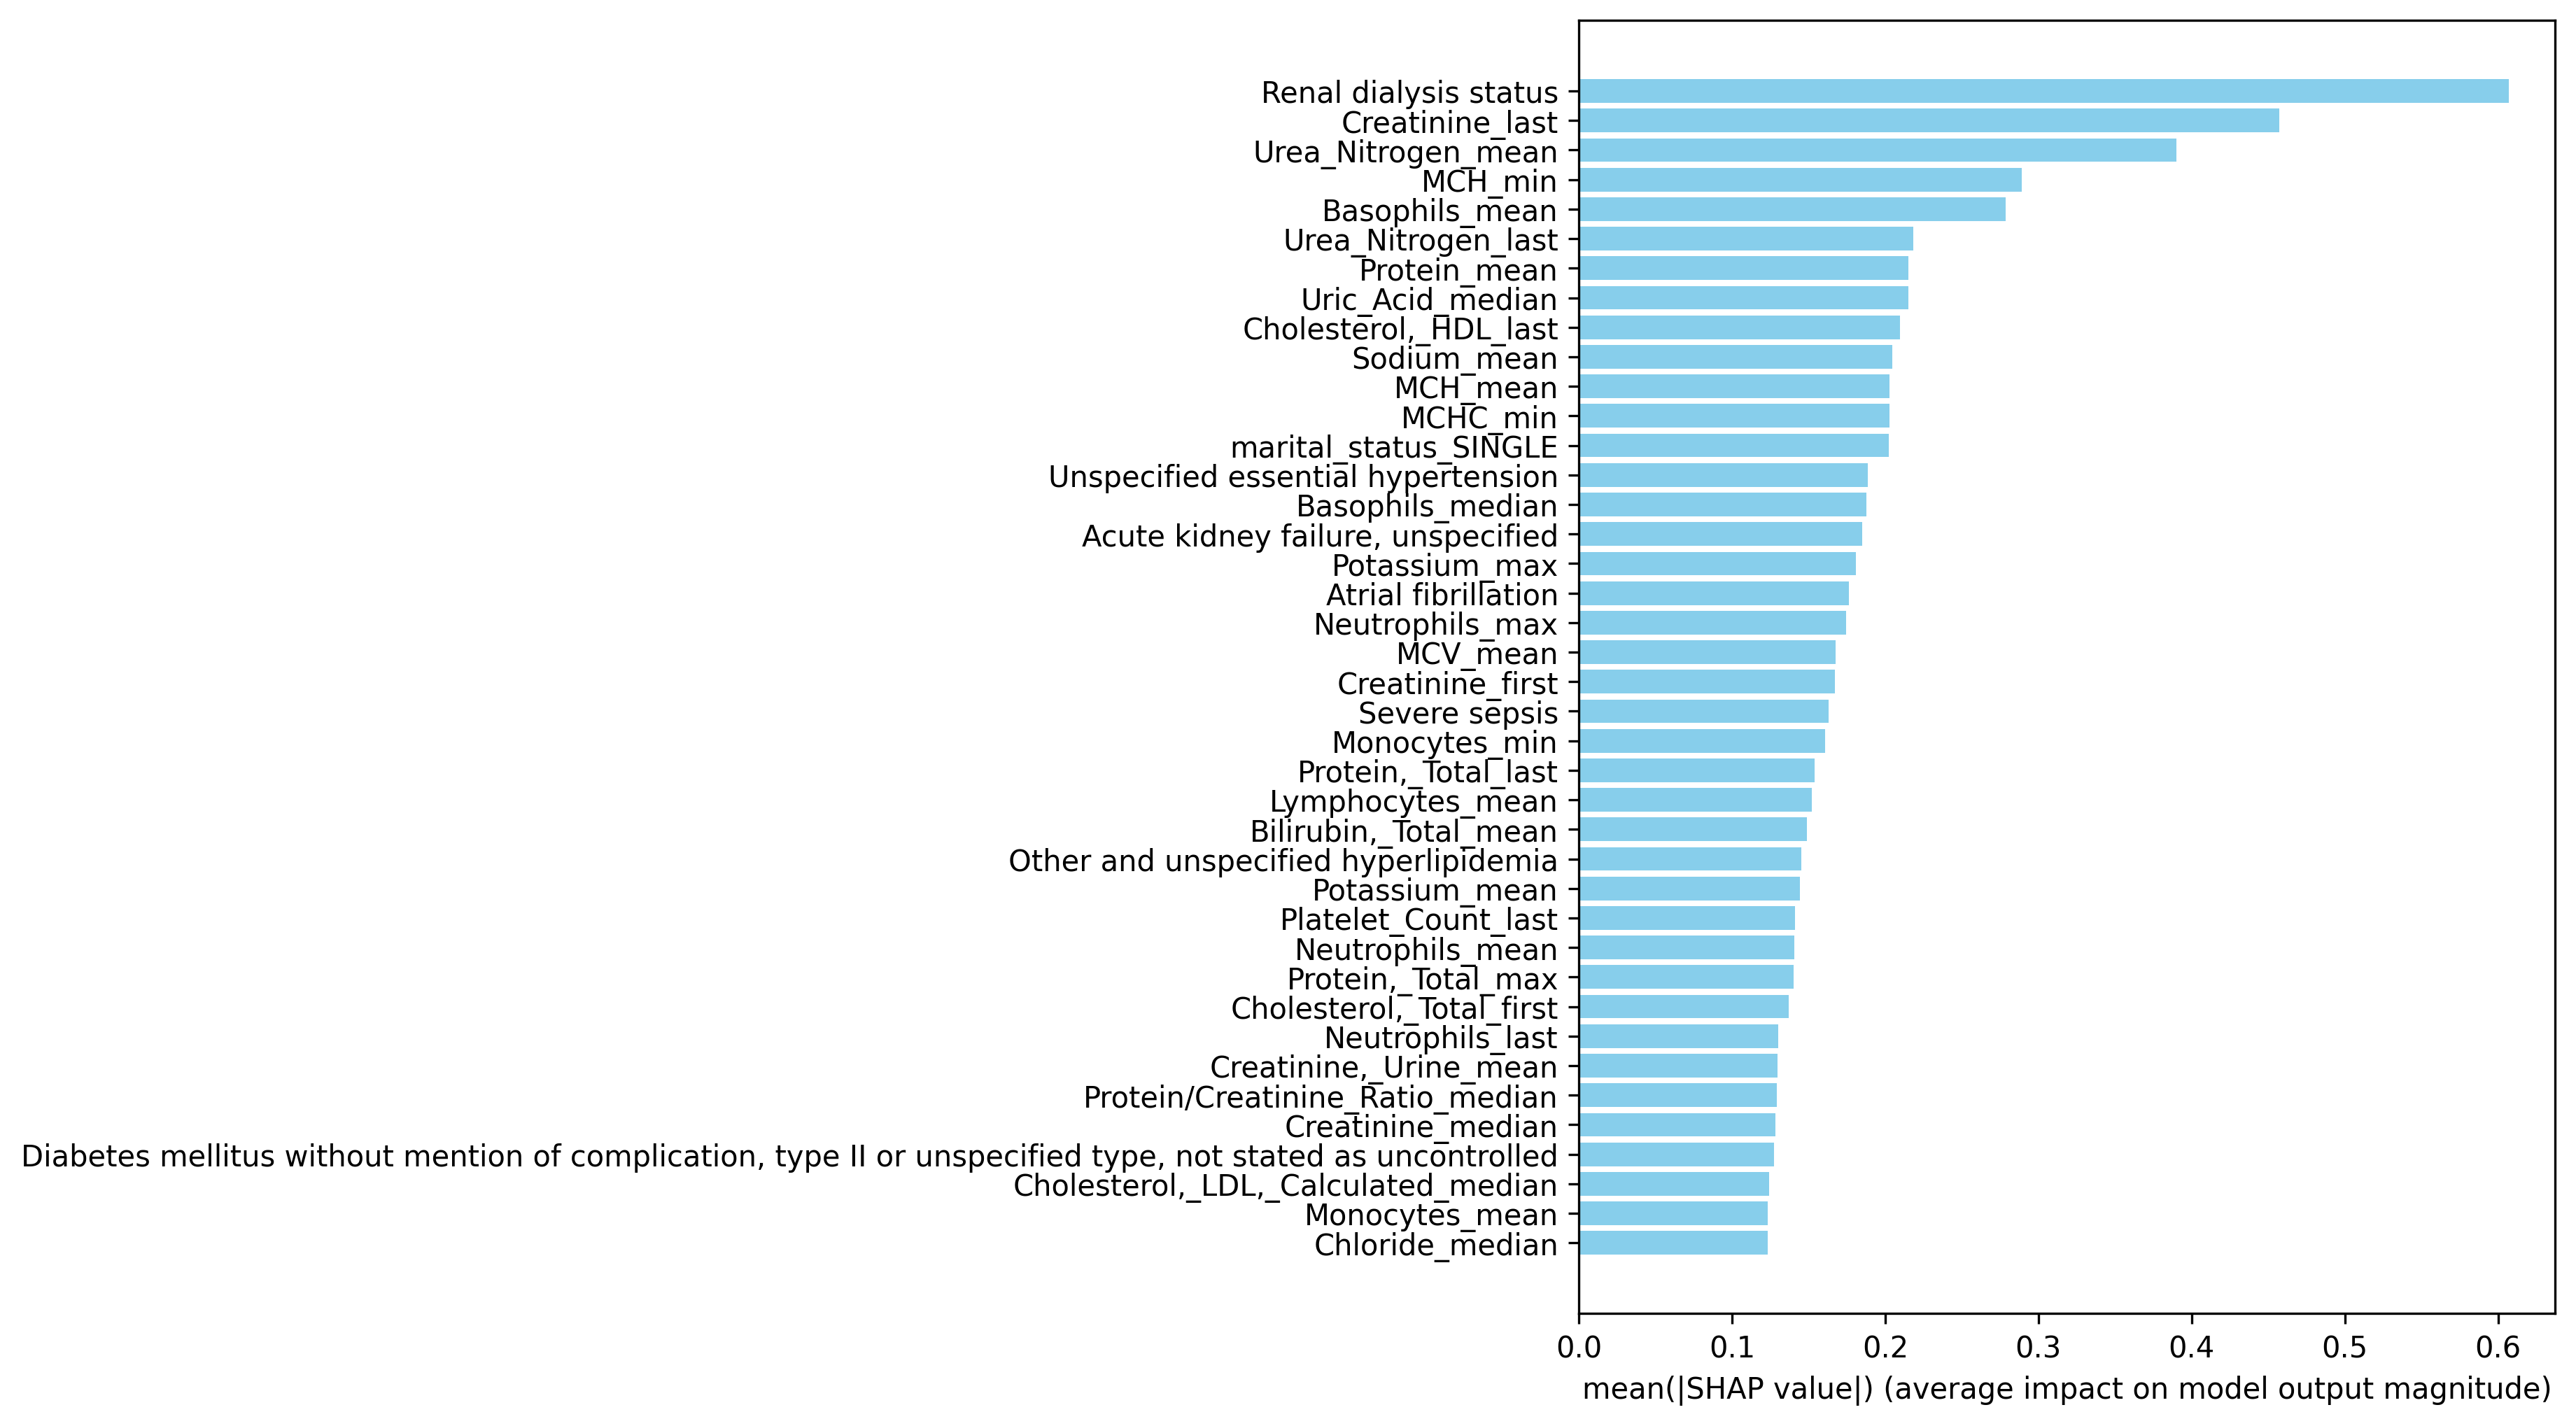 Renal dialysis status
Creatinine_last
Urea_Nitrogen_mean
MCH_min
Basophils_mean
Urea_Nitrogen_last
Protein_mean
Uric_Acid_median
Cholesterol,_HDL_last
Sodium_mean
MCH_mean
MCHC_min
marital_status_SINGLE
Unspecified essential hypertension
Basophils_median
Acute kidney failure, unspecified
Potassium_max
Atrial fibrillation
Neutrophils_max
MCV_mean
Creatinine_first
Severe sepsis
Monocytes_min
Protein,_Total_last
Lymphocytes_mean
Bilirubin,_Total_mean
Other and unspecified hyperlipidemia
Potassium_mean
Platelet_Count_last
Neutrophils_mean
Protein,_Total_max
Cholesterol,_Total_first
Neutrophils_last
Creatinine,_Urine_mean
Protein/Creatinine_Ratio_median
Creatinine_median
Diabetes mellitus without mention of complication, type II or unspecified type, not stated as uncontrolled
Cholesterol,_LDL,_Calculated_median
Monocytes_mean
Chloride_median
0.0 0.1 0.2 0.3 0.4 0.5 0.6
mean(|SHAP value|) (average impact on model output magnitude)